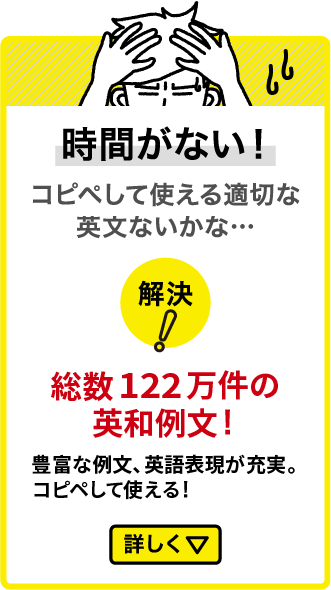 時間がない！
コピペして使える適切な
英文ないかな…
解決
！
総数122万件の
英和例文！
豊富な例文、英語表現が充実。
コピペして使える！
詳しく▽